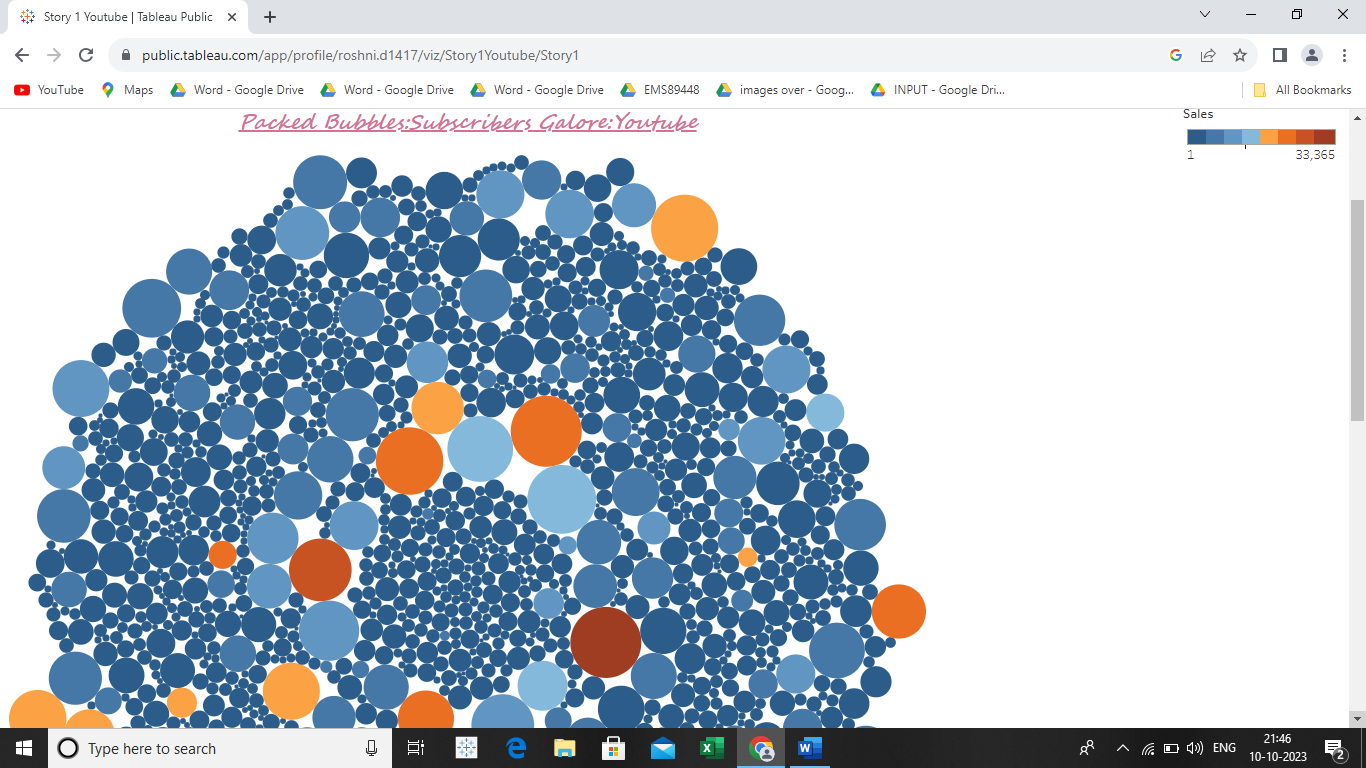 Story 1 Youtube | Tableau Public
public.tableau.com/app/profile/roshni.d1417/viz/Story1Youtube/Story1
YouTube Maps Word - Google Drive Word - Google Drive Word - Google Drive EMS89448 images over - Goog... INPUT - Google Dri... All Bookmarks
Packed Bubbles:Subscribers Galore:Youtube
Sales
1 33,365
Type here to search
ENG
21:46
10-10-2023
2